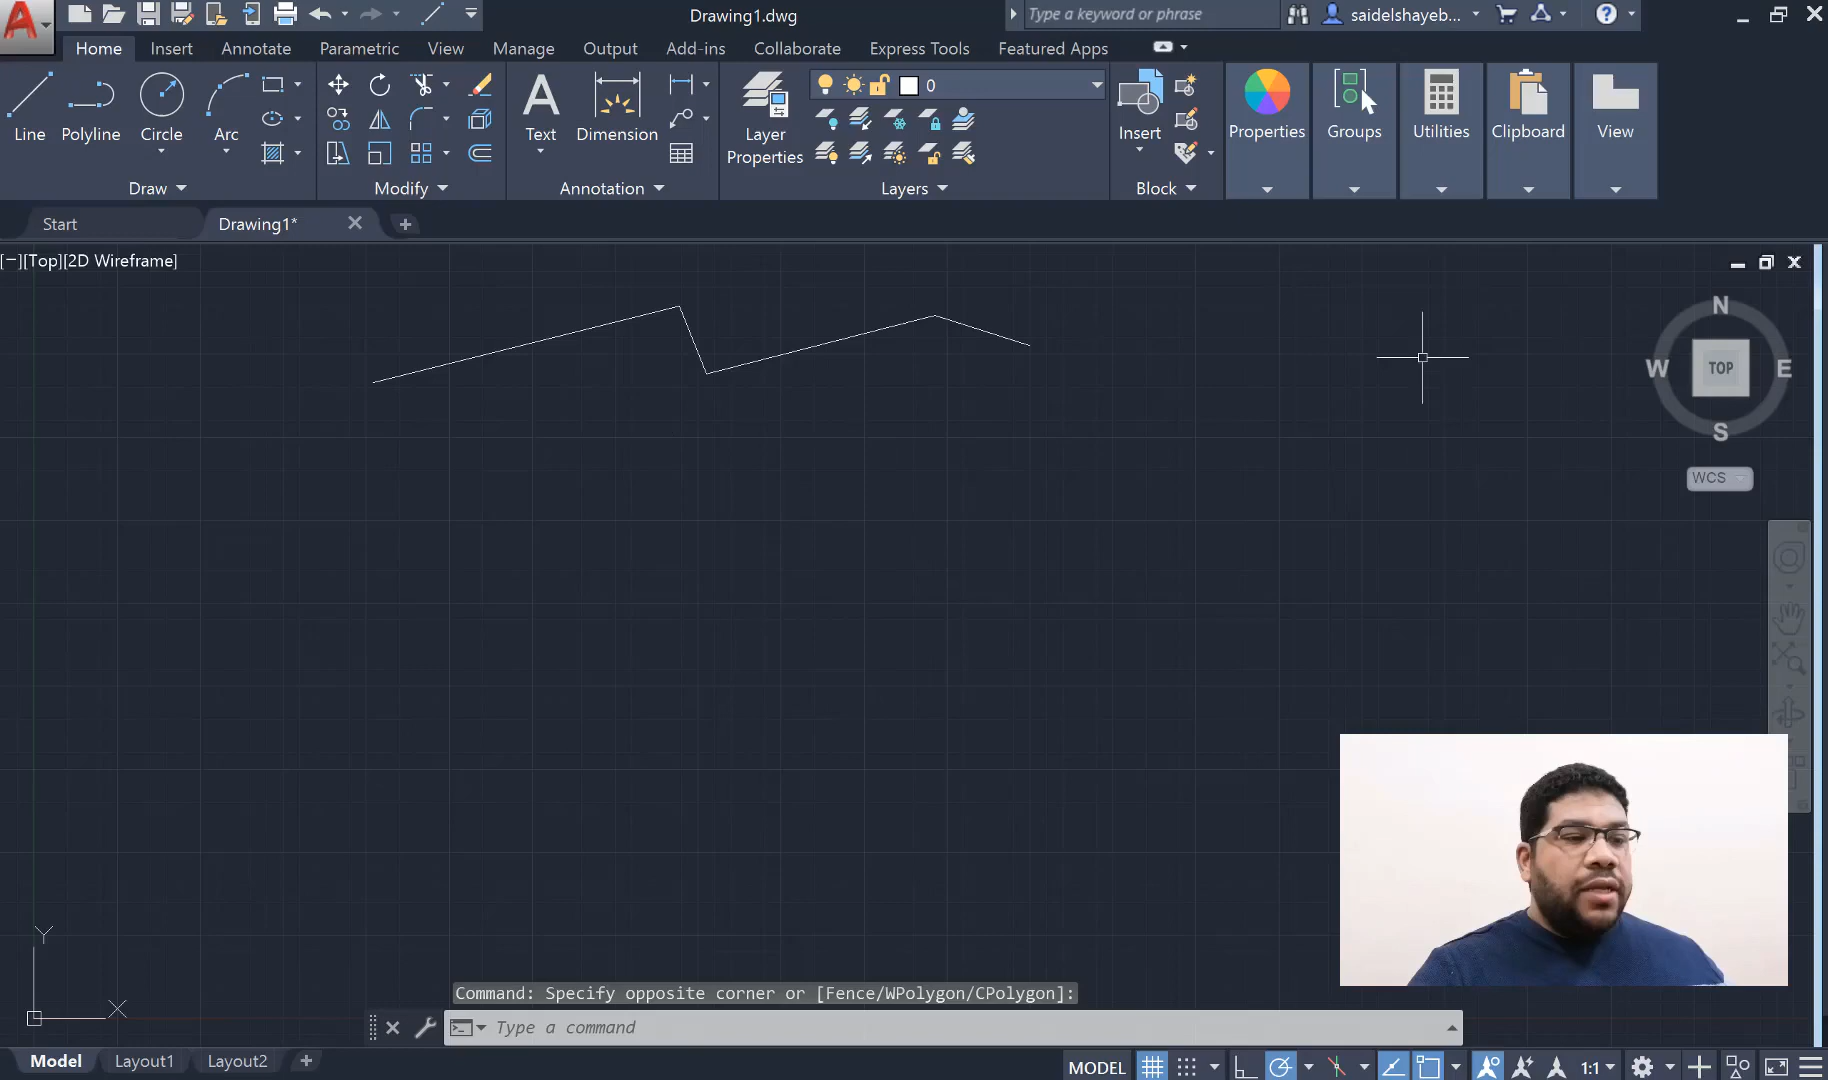 Drawing1.dwg
Type a keyword or phrase
saidelshayeb...
Home Insert Annotate Parametric View Manage Output Add-ins Collaborate Express Tools Featured Apps
0
Line Polyline Circle Arc Text Dimension Layer Properties Insert Properties Groups Utilities Clipboard View
Draw Modify Annotation Layers Block
Start Drawing1*
[−][Top][2D Wireframe]
N
W TOP E
S
WCS
Y
X
Command: Specify opposite corner or [Fence/WPolygon/CPolygon]:
Type a command
Model Layout1 Layout2
MODEL 1:1